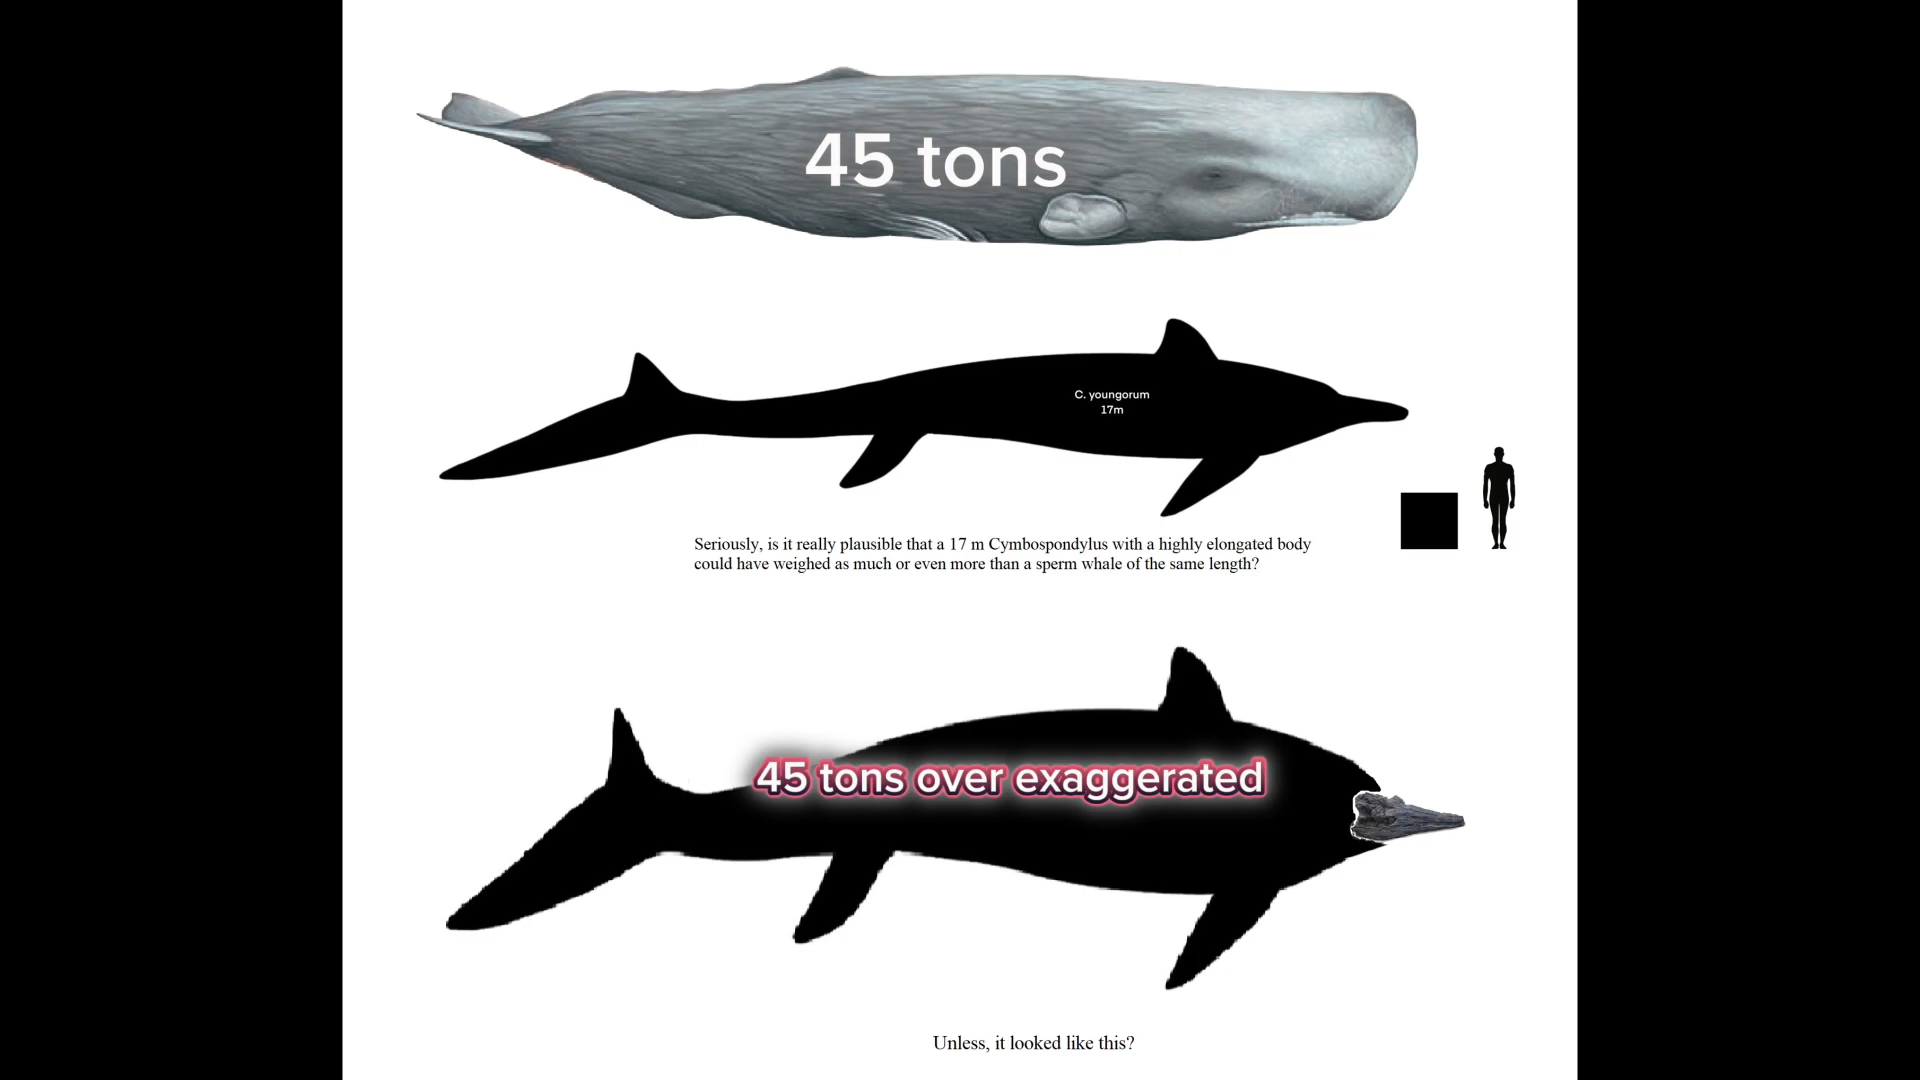 45 tons
C. youngorum
17m
Seriously, is it really plausible that a 17 m Cymbospondylus with a highly elongated body
could have weighed as much or even more than a sperm whale of the same length?
45 tons over exaggerated
Unless, it looked like this?